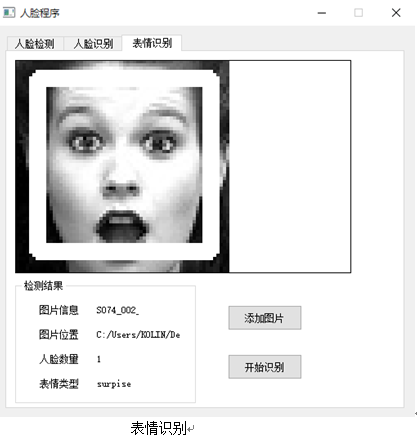 人脸程序
人脸检测 人脸识别 表情识别
检测结果
图片信息 S074_002_
图片位置 C:/Users/KOLIN/De
人脸数量 1
表情类型 surpise
添加图片
开始识别
表情识别